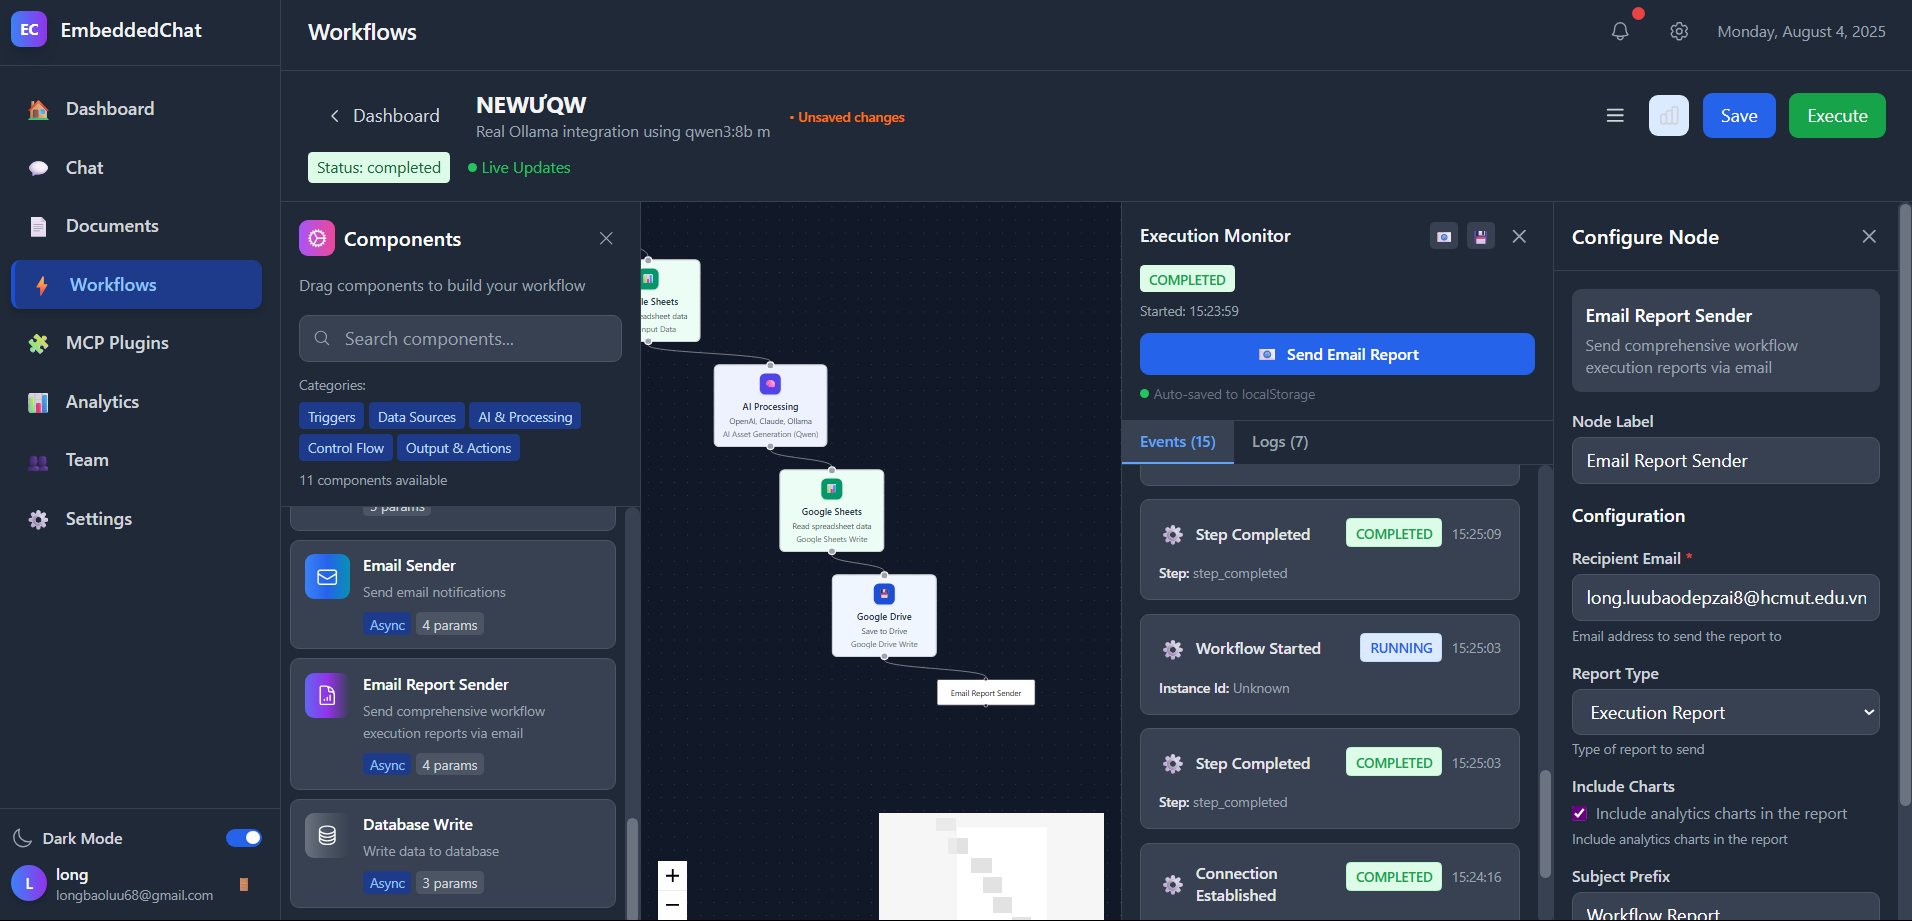 EC
EmbeddedChat
Dashboard
Chat
Documents
Workflows
MCP Plugins
Analytics
Team
Settings
Dark Mode
L
long
longbaoluu68@gmail.com
Workflows
Monday, August 4, 2025
Dashboard
NEWƯQW
Real Ollama integration using qwen3:8b m
• Unsaved changes
Save
Execute
Status: completed
Live Updates
Components
Drag components to build your workflow
Search components...
Categories:
Triggers
Data Sources
AI & Processing
Control Flow
Output & Actions
11 components available
5 params
Email Sender
Send email notifications
Async
4 params
Email Report Sender
Send comprehensive workflow
execution reports via email
Async
4 params
Database Write
Write data to database
Async
3 params
le Sheets
eadsheet data
nput Data
AI Processing
OpenAI, Claude, Ollama
AI Asset Generation (Qwen)
Google Sheets
Read spreadsheet data
Google Sheets Write
Google Drive
Save to Drive
Google Drive Write
Email Report Sender
+
−
Execution Monitor
COMPLETED
Started: 15:23:59
Send Email Report
Auto-saved to localStorage
Events (15)
Logs (7)
Step Completed
COMPLETED
15:25:09
Step: step_completed
Workflow Started
RUNNING
15:25:03
Instance Id: Unknown
Step Completed
COMPLETED
15:25:03
Step: step_completed
Connection
Established
COMPLETED
15:24:16
Configure Node
Email Report Sender
Send comprehensive workflow
execution reports via email
Node Label
Email Report Sender
Configuration
Recipient Email *
long.luubaodepzai8@hcmut.edu.vn
Email address to send the report to
Report Type
Execution Report
Type of report to send
Include Charts
Include analytics charts in the report
Include analytics charts in the report
Subject Prefix
Workflow Report